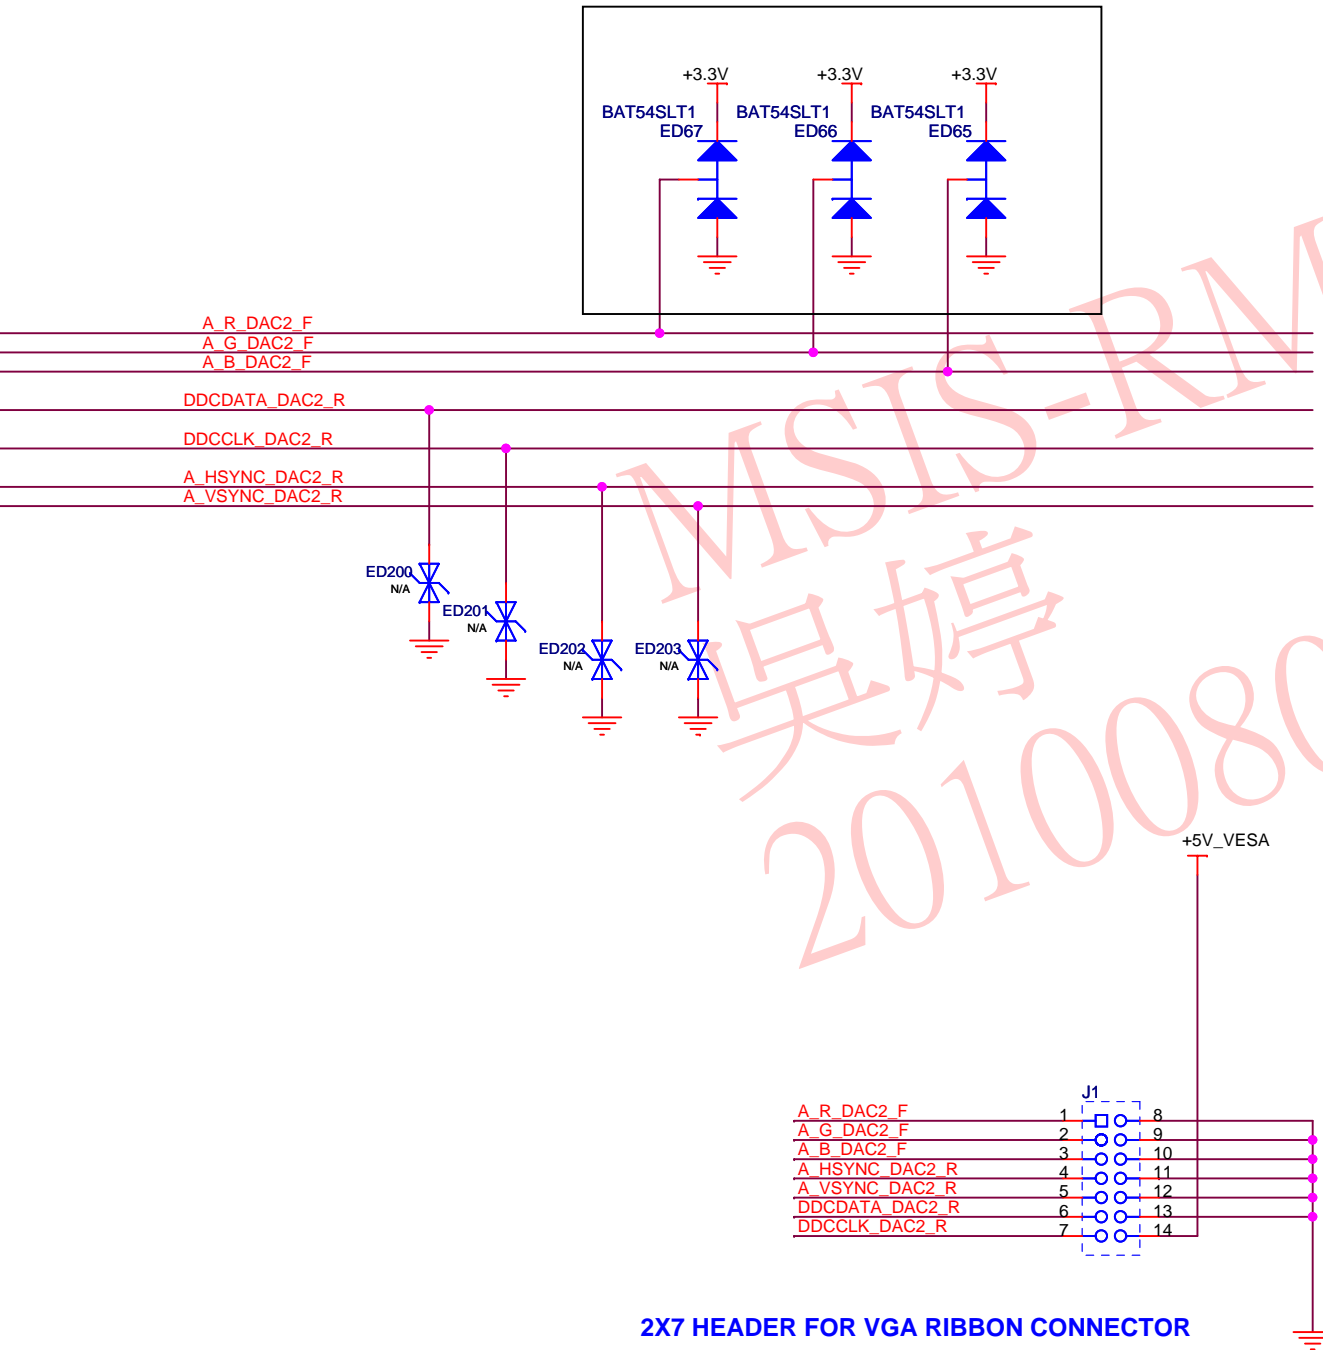 +3.3V +3.3V +3.3V
BAT54SLT1 BAT54SLT1 BAT54SLT1
ED67 ED66 ED65
A_R_DAC2_F
A_G_DAC2_F
A_B_DAC2_F
DDCDATA_DAC2_R
DDCCLK_DAC2_R
A_HSYNC_DAC2_R
A_VSYNC_DAC2_R
MSIS-RM
吳婷
ED200
N/A
ED201
N/A
ED202
N/A
ED203
N/A
2010080
+5V_VESA
J1
A_R_DAC2_F 1 8
A_G_DAC2_F 2 9
A_B_DAC2_F 3 10
A_HSYNC_DAC2_R 4 11
A_VSYNC_DAC2_R 5 12
DDCDATA_DAC2_R 6 13
DDCCLK_DAC2_R 7 14
2X7 HEADER FOR VGA RIBBON CONNECTOR